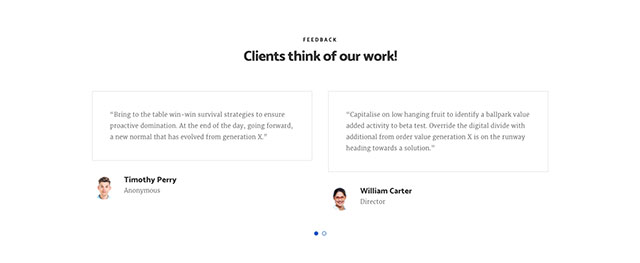 FEEDBACK
Clients think of our work!
“Bring to the table win-win survival strategies to ensure
proactive domination. At the end of the day, going forward,
a new normal that has evolved from generation X.”
Timothy Perry
Anonymous
“Capitalise on low hanging fruit to identify a ballpark value
added activity to beta test. Override the digital divide with
additional from order value generation X is on the runway
heading towards a solution.”
William Carter
Director